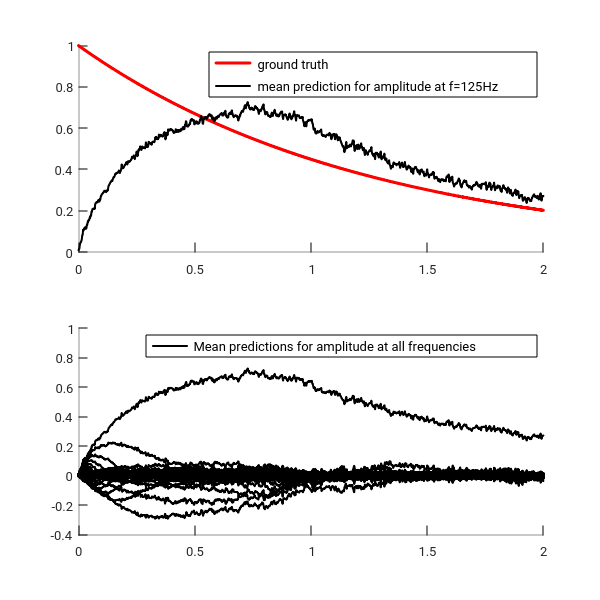 1
ground truth
mean prediction for amplitude at f=125Hz
0.8
0.6
0.4
0.2
0
0 0.5 1 1.5 2
1
Mean predictions for amplitude at all frequencies
0.8
0.6
0.4
0.2
0
-0.2
-0.4
0 0.5 1 1.5 2